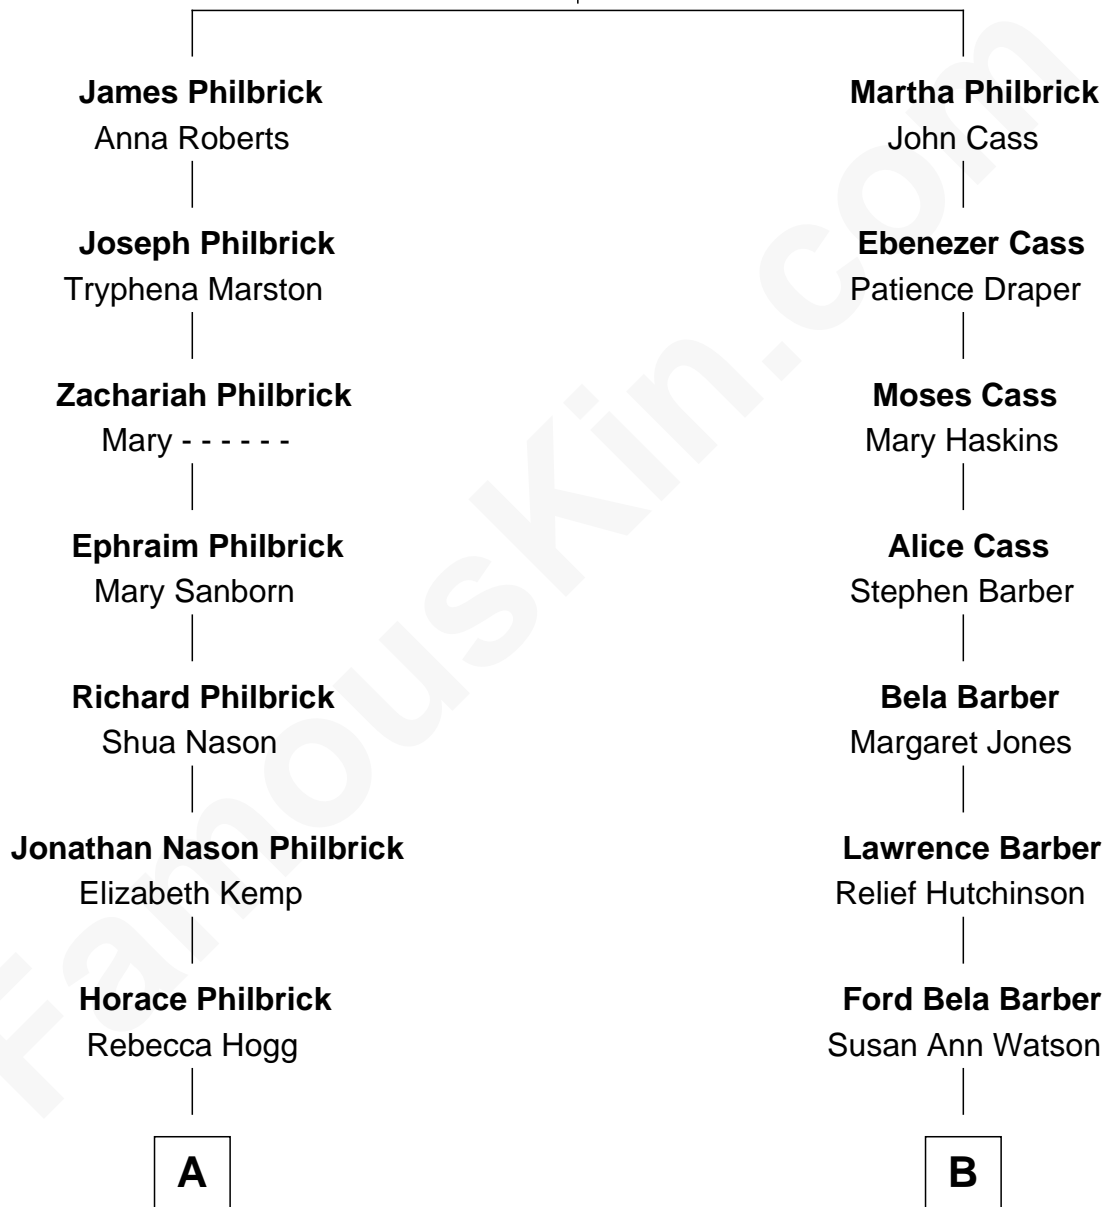 James Philbrick
Anna Roberts
Joseph Philbrick
Tryphena Marston
Zachariah Philbrick
Mary - - - - - -
Ephraim Philbrick
Mary Sanborn
Richard Philbrick
Shua Nason
Jonathan Nason Philbrick
Elizabeth Kemp
Horace Philbrick
Rebecca Hogg
A
Martha Philbrick
John Cass
Ebenezer Cass
Patience Draper
Moses Cass
Mary Haskins
Alice Cass
Stephen Barber
Bela Barber
Margaret Jones
Lawrence Barber
Relief Hutchinson
Ford Bela Barber
Susan Ann Watson
B
FamousKin.com